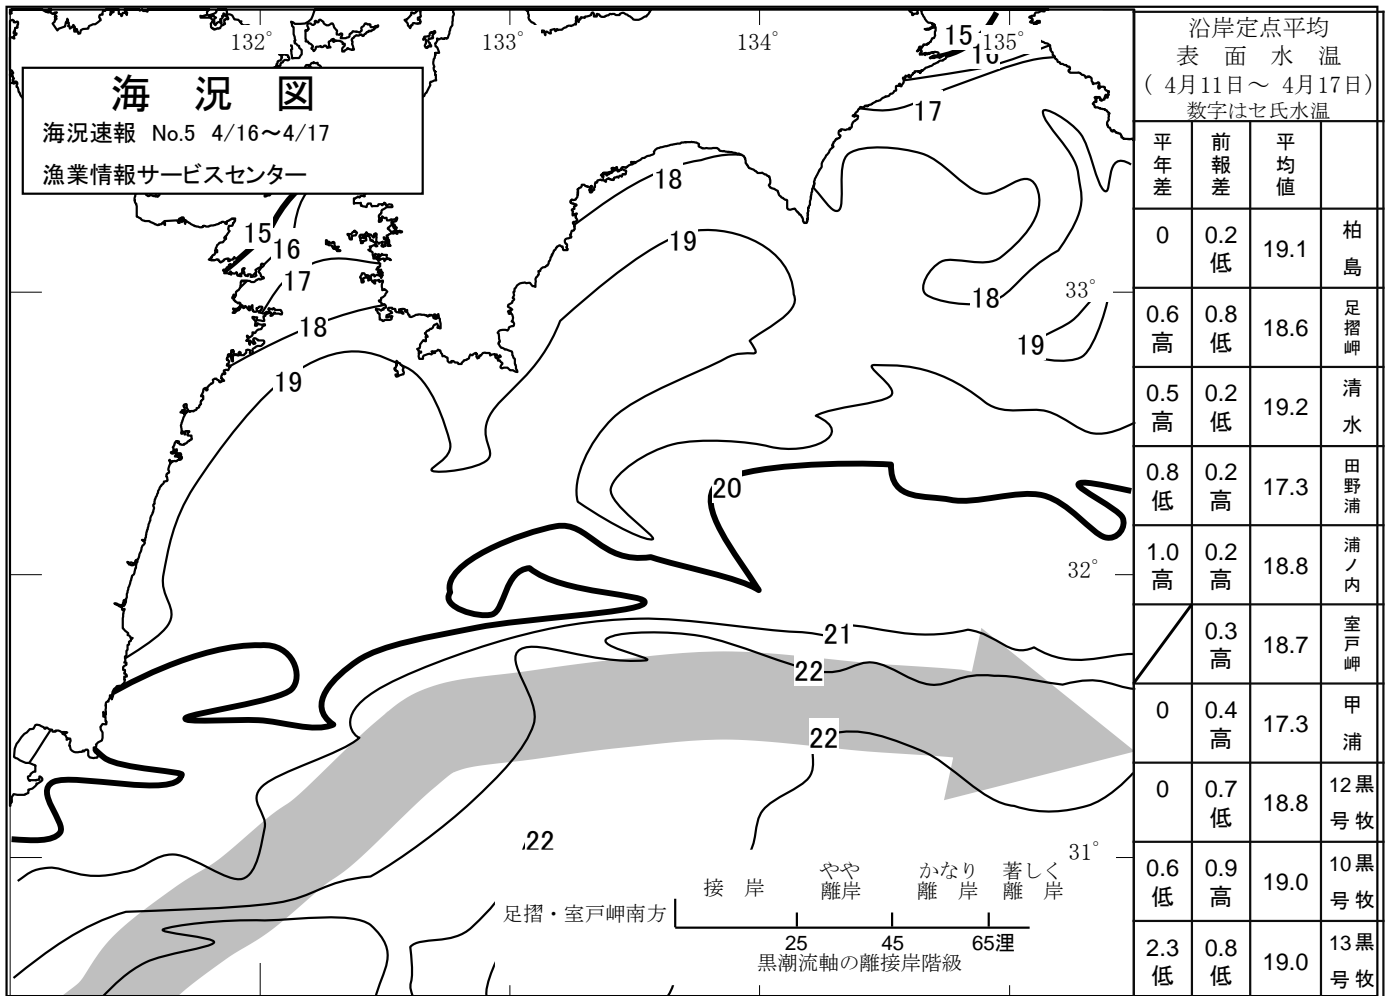 海況図
海況速報 No.5 4/16～4/17
漁業情報サービスセンター
132°
133°
134°
135°
15
16
17
18
19
15
16
17
18
19
18
33°
19
20
32°
21
22
22
22
31°
接岸
やや離岸
かなり離岸
著しく離岸
足摺・室戸岬南方
25 45 65浬
黒潮流軸の離接岸階級
沿岸定点平均
表面水温
( 4月11日～ 4月17日)
数字はセ氏水温
平年差 前報差 平均値
0 0.2低 19.1 柏島
0.6高 0.8低 18.6 足摺岬
0.5高 0.2低 19.2 清水
0.8低 0.2高 17.3 田野浦
1.0高 0.2高 18.8 浦ノ内
0.3高 18.7 室戸岬
0 0.4高 17.3 甲浦
0 0.7低 18.8 黒牧12号
0.6低 0.9高 19.0 黒牧10号
2.3低 0.8低 19.0 黒牧13号